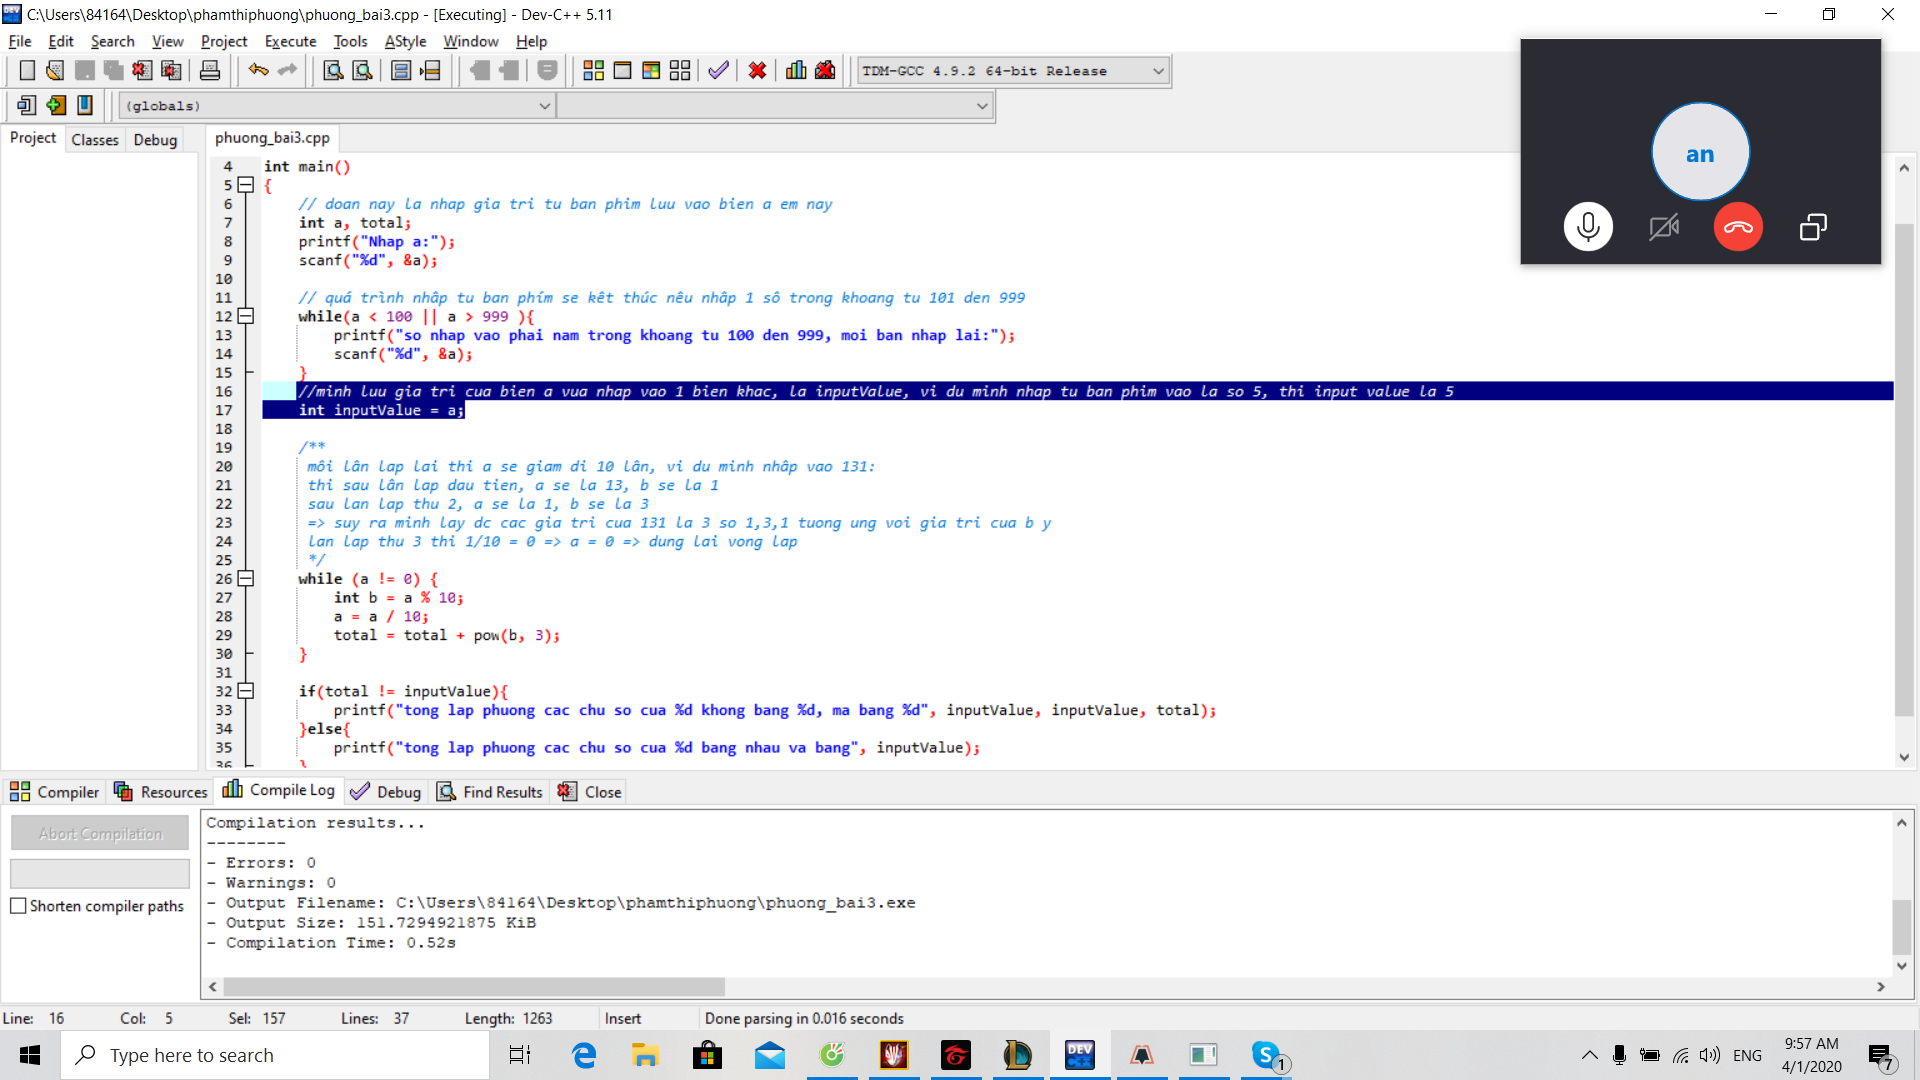 C:\Users\84164\Desktop\phamthiphuong\phuong_bai3.cpp - [Executing] - Dev-C++ 5.11
File Edit Search View Project Execute Tools AStyle Window Help
TDM-GCC 4.9.2 64-bit Release
(globals)
Project Classes Debug
phuong_bai3.cpp
an
4 int main()
5 {
6 // doan nay la nhap gia tri tu ban phim luu vao bien a em nay
7 int a, total;
8 printf("Nhap a:");
9 scanf("%d", &a);
10
11 // quá trình nhâp tu ban phím se kêt thúc nêu nhâp 1 sô trong khoang tu 101 den 999
12 while(a < 100 || a > 999 ){
13 printf("so nhap vao phai nam trong khoang tu 100 den 999, moi ban nhap lai:");
14 scanf("%d", &a);
15 }
16 //minh luu gia tri cua bien a vua nhap vao 1 bien khac, la inputValue, vi du minh nhap tu ban phim vao la so 5, thi input value la 5
17 int inputValue = a;
18
19 /**
20 môi lân lap lai thi a se giam di 10 lân, vi du minh nhâp vao 131:
21 thi sau lân lap dau tien, a se la 13, b se la 1
22 sau lan lap thu 2, a se la 1, b se la 3
23 => suy ra minh lay dc cac gia tri cua 131 la 3 so 1,3,1 tuong ung voi gia tri cua b y
24 lan lap thu 3 thi 1/10 = 0 => a = 0 => dung lai vong lap
25 */
26 while (a != 0) {
27 int b = a % 10;
28 a = a / 10;
29 total = total + pow(b, 3);
30 }
31
32 if(total != inputValue){
33 printf("tong lap phuong cac chu so cua %d khong bang %d, ma bang %d", inputValue, inputValue, total);
34 }else{
35 printf("tong lap phuong cac chu so cua %d bang nhau va bang", inputValue);
36 }
Compiler Resources Compile Log Debug Find Results Close
Abort Compilation
Shorten compiler paths
Compilation results...
--------
- Errors: 0
- Warnings: 0
- Output Filename: C:\Users\84164\Desktop\phamthiphuong\phuong_bai3.exe
- Output Size: 151.7294921875 KiB
- Compilation Time: 0.52s
Line: 16 Col: 5 Sel: 157 Lines: 37 Length: 1263 Insert Done parsing in 0.016 seconds
Type here to search
DEV C++
S 1
ENG
9:57 AM
4/1/2020
7